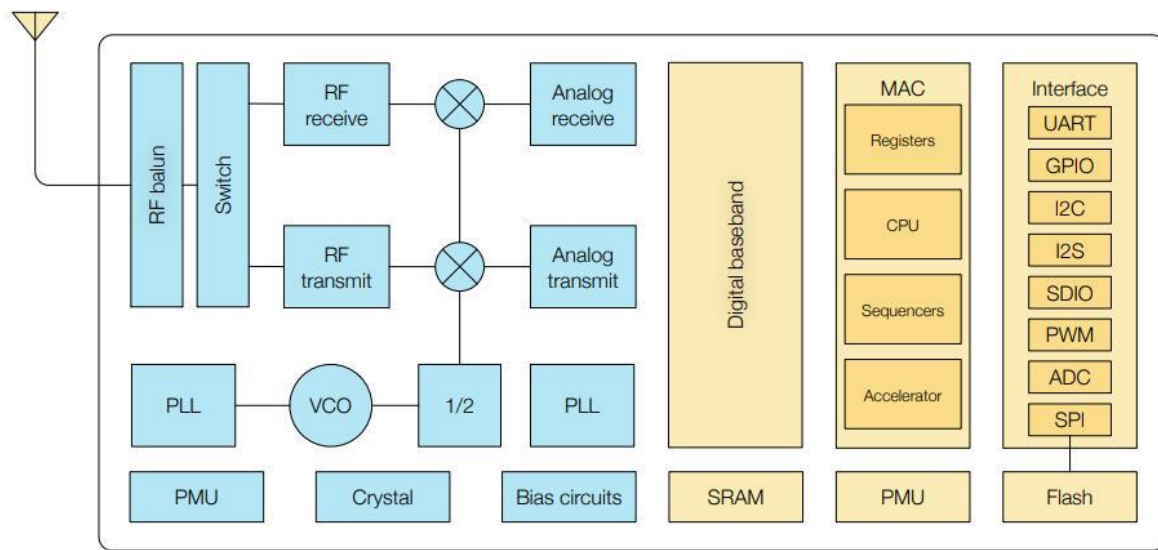 RF balun
Switch
RF
receive
Analog
receive
RF
transmit
Analog
transmit
PLL
VCO
1/2
PLL
PMU
Crystal
Bias circuits
Digital baseband
SRAM
MAC
Registers
CPU
Sequencers
Accelerator
PMU
Interface
UART
GPIO
I2C
I2S
SDIO
PWM
ADC
SPI
Flash